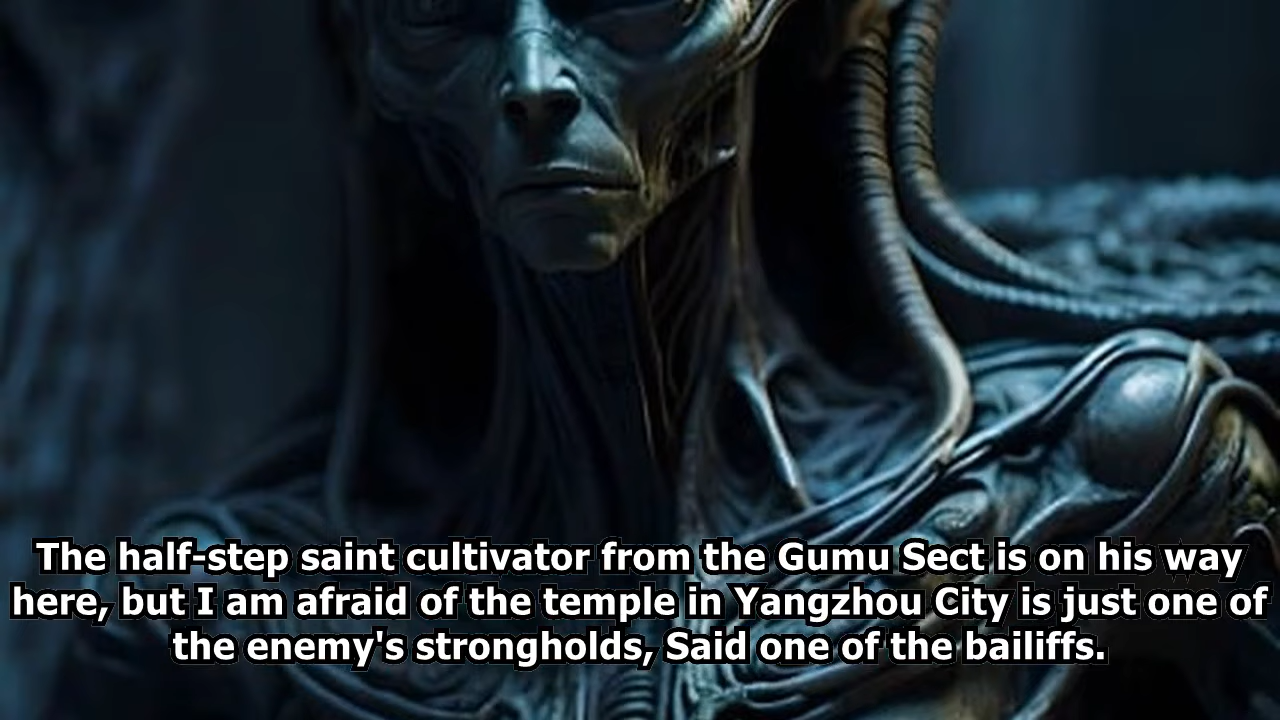 The half-step saint cultivator from the Gumu Sect is on his way
here, but I am afraid of the temple in Yangzhou City is just one of
the enemy's strongholds, Said one of the bailiffs.